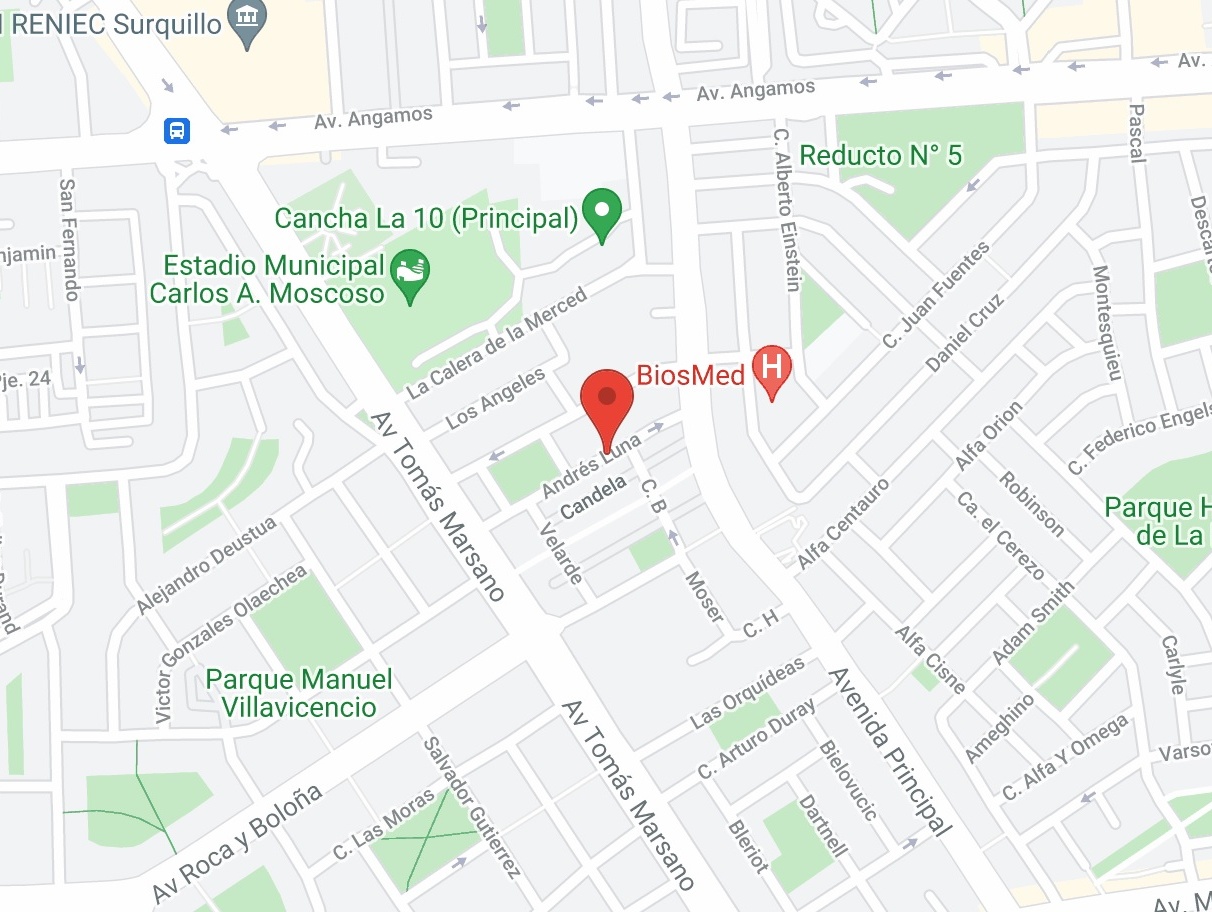 RENIEC Surquillo
Av. Angamos
Av. Angamos
Av.
Reducto N° 5
Pascal
C. Alberto Einstein
San Fernando
Cancha La 10 (Principal)
Estadio Municipal
Carlos A. Moscoso
La Calera de la Merced
Los Angeles
BiosMed
H
C. Juan Fuentes
Daniel Cruz
Montesquieu
Pje. 24
Av Tomás Marsano
Andrés Luna
Candela
C. B
Velarde
Moser
C. H
Alfa Orion
Alfa Centauro
Robinson
C. Federico Engels
Parque H
de La
Ca. el Cerezo
Adam Smith
Alfa Cisne
Carlyle
Ameghino
C. Alfa Y Omega
Alejandro Deustua
Victor Gonzales Olaechea
Parque Manuel
Villavicencio
Las Orquídeas
C. Arturo Duray
Avenida Principal
Bielovucic
Dartnell
Bleriot
Av Tomás Marsano
Salvador Gutierrez
C. Las Moras
Av Roca y Boloña